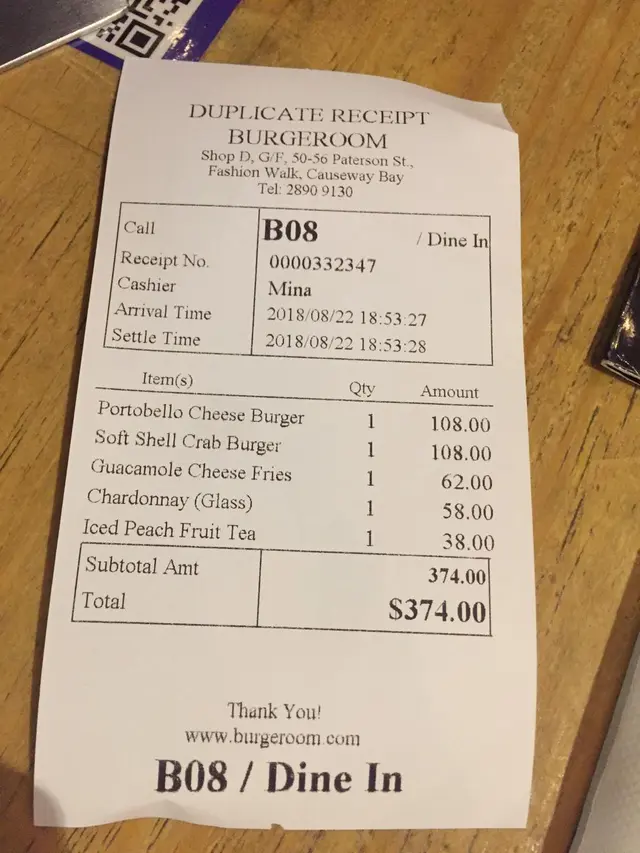 DUPLICATE RECEIPT
BURGEROOM
Shop D, G/F, 50-56 Paterson St.,
Fashion Walk, Causeway Bay
Tel: 2890 9130
Call B08 / Dine In
Receipt No. 0000332347
Cashier Mina
Arrival Time 2018/08/22 18:53:27
Settle Time 2018/08/22 18:53:28
Item(s) Qty Amount
Portobello Cheese Burger 1 108.00
Soft Shell Crab Burger 1 108.00
Guacamole Cheese Fries 1 62.00
Chardonnay (Glass) 1 58.00
Iced Peach Fruit Tea 1 38.00
Subtotal Amt 374.00
Total $374.00
Thank You!
www.burgeroom.com
B08 / Dine In